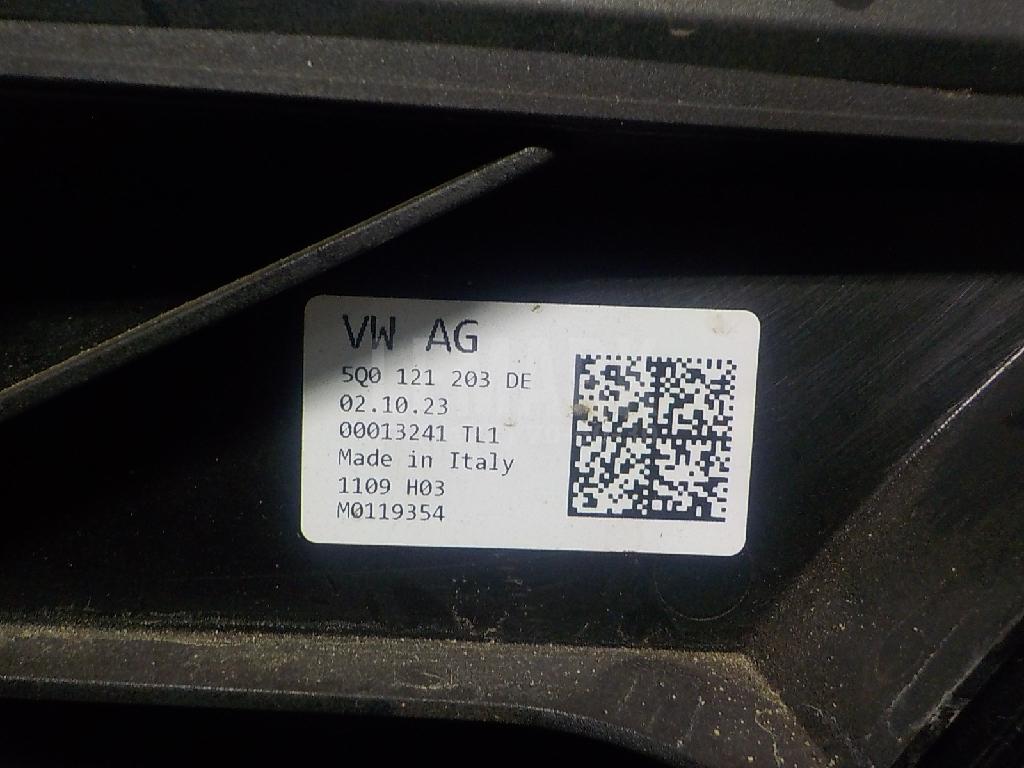 VW AG
5Q0 121 203 DE
02.10.23
00013241 TL1
Made in Italy
1109 H03
M0119354